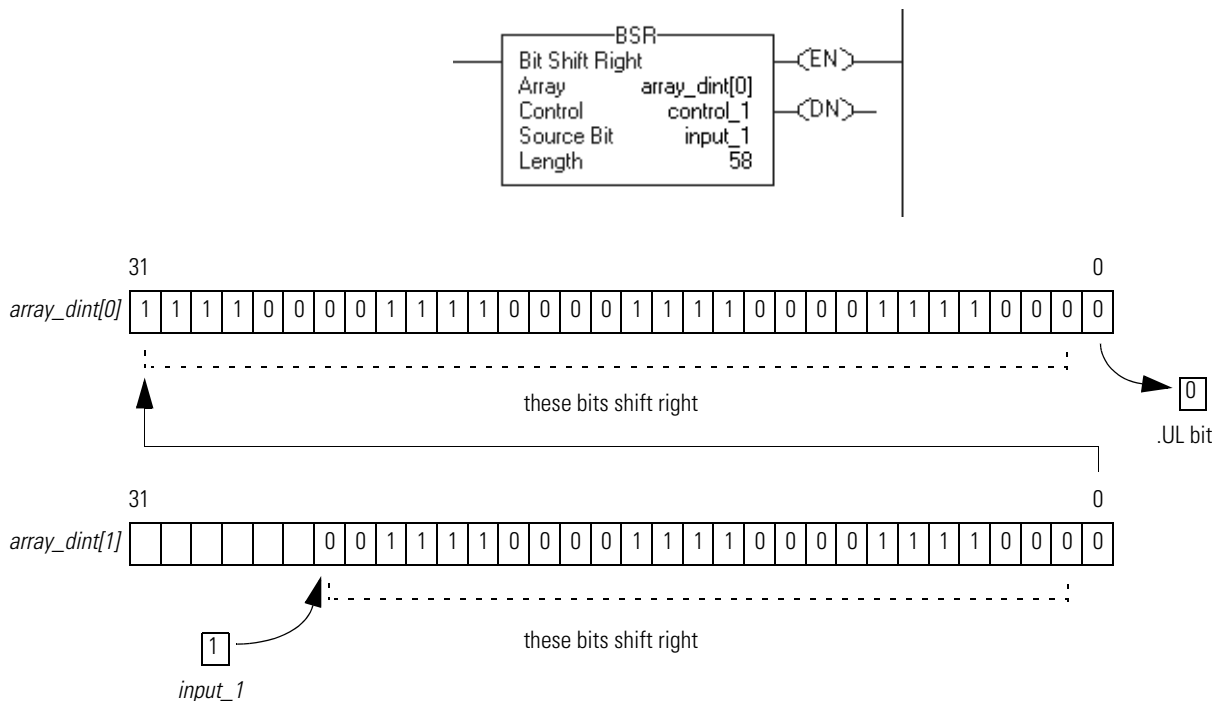 BSR
Bit Shift Right
Array array_dint[0]
Control control_1
Source Bit input_1
Length 58
EN
DN
31 0
array_dint[0] 1 1 1 1 0 0 0 0 1 1 1 1 0 0 0 0 1 1 1 1 0 0 0 0 1 1 1 1 0 0 0 0
these bits shift right
0
.UL bit
31 0
array_dint[1] 0 0 1 1 1 1 0 0 0 0 1 1 1 1 0 0 0 0 1 1 1 1 0 0 0 0
these bits shift right
1
input_1